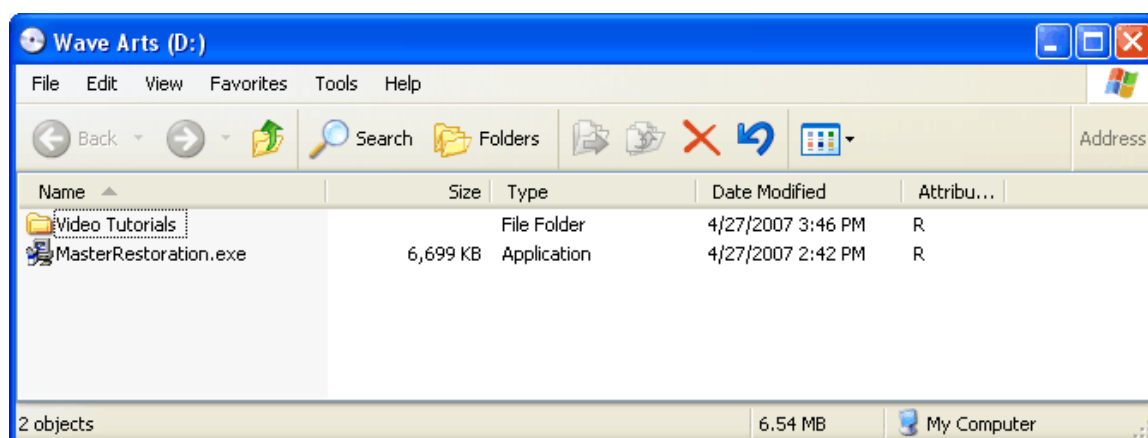 Wave Arts (D:)
File Edit View Favorites Tools Help
Back Search Folders Address
Name Size Type Date Modified Attribu...
Video Tutorials File Folder 4/27/2007 3:46 PM R
MasterRestoration.exe 6,699 KB Application 4/27/2007 2:42 PM R
2 objects 6.54 MB My Computer